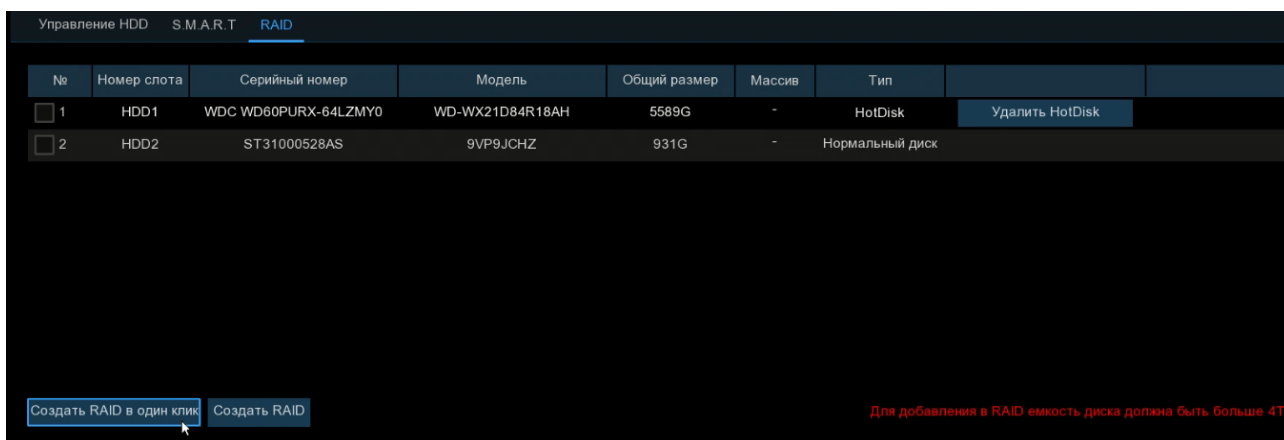 Управление HDD S.M.A.R.T RAID
№ Номер слота Серийный номер Модель Общий размер Массив Тип
1 HDD1 WDC WD60PURX-64LZMY0 WD-WX21D84R18AH 5589G - HotDisk Удалить HotDisk
2 HDD2 ST31000528AS 9VP9JCHZ 931G - Нормальный диск
Создать RAID в один клик Создать RAID Для добавления в RAID емкость диска должна быть больше 4T